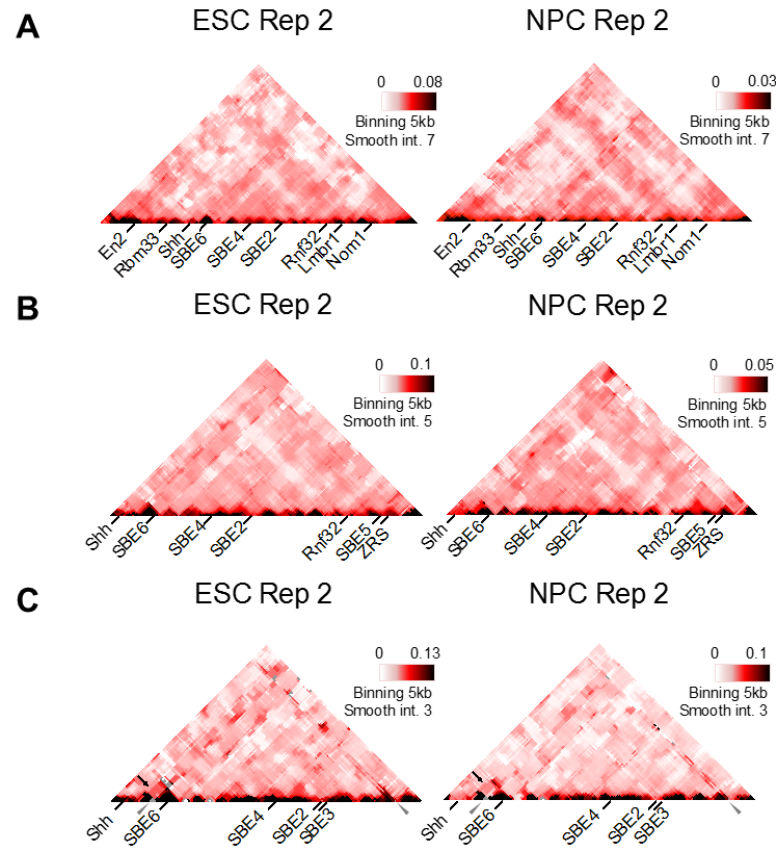 A
ESC Rep 2
NPC Rep 2
0 0.08
Binning 5kb
Smooth int. 7
0 0.03
Binning 5kb
Smooth int. 7
En2 Rbm33 Shh SBE6 SBE4 SBE2 Rnf32 Lmbr1 Nom1
En2 Rbm33 Shh SBE6 SBE4 SBE2 Rnf32 Lmbr1 Nom1
B
ESC Rep 2
NPC Rep 2
0 0.1
Binning 5kb
Smooth int. 5
0 0.05
Binning 5kb
Smooth int. 5
Shh SBE6 SBE4 SBE2 Rnf32 SBE5 ZRS
Shh SBE6 SBE4 SBE2 Rnf32 SBE5 ZRS
C
ESC Rep 2
NPC Rep 2
0 0.13
Binning 5kb
Smooth int. 3
0 0.1
Binning 5kb
Smooth int. 3
Shh SBE6 SBE4 SBE2 SBE3
Shh SBE6 SBE4 SBE2 SBE3